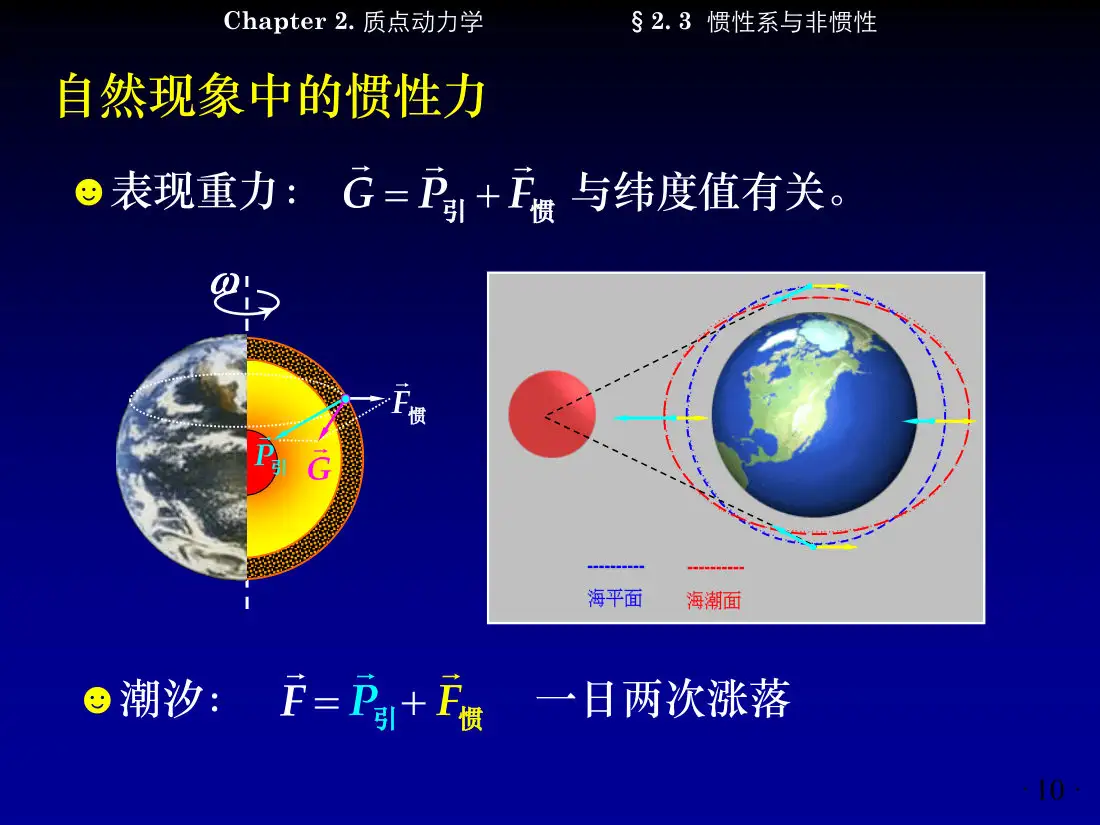 Chapter 2. 质点动力学 § 2. 3 惯性系与非惯性
自然现象中的惯性力
表现重力： G = P引 + F惯 与纬度值有关。
ω
F惯
P引
G
海平面 海潮面
潮汐： F = P引 + F惯 一日两次涨落
·10·